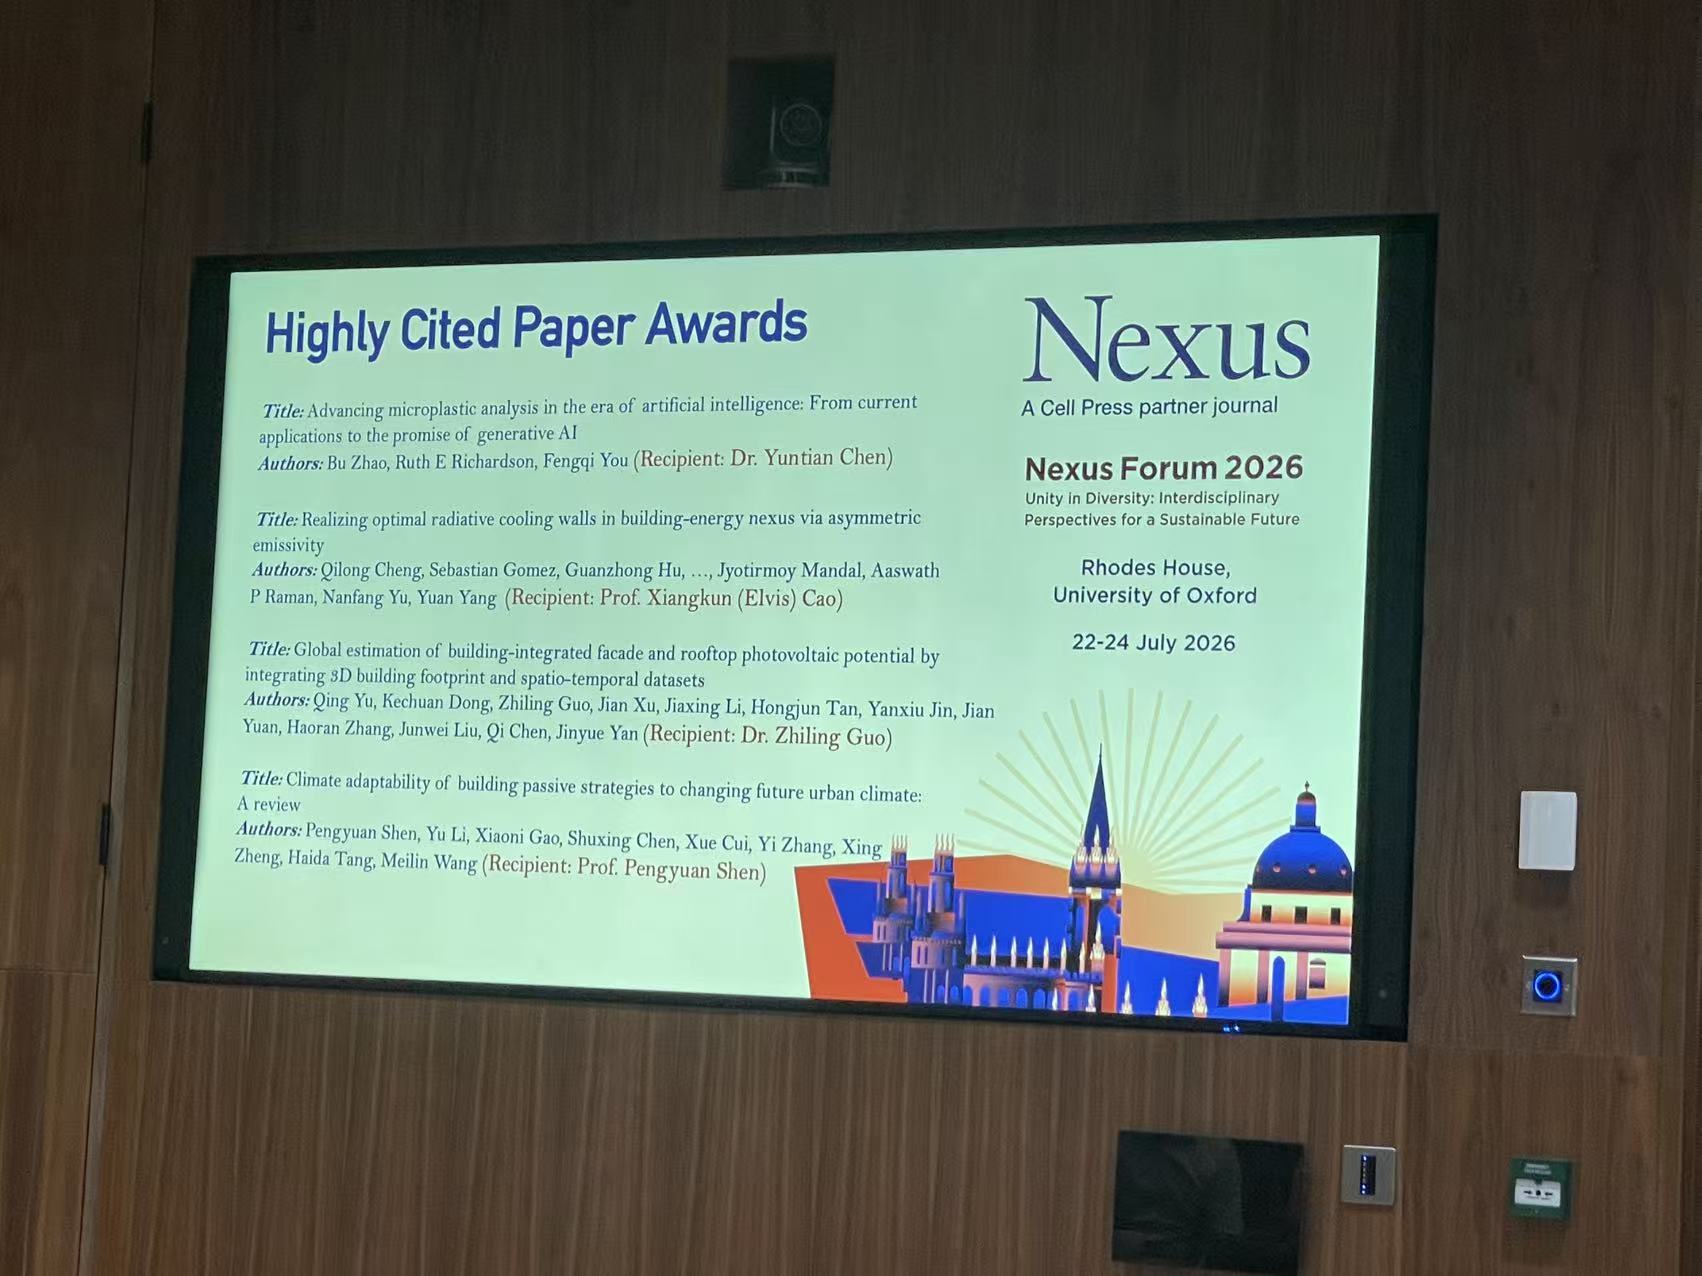 Highly Cited Paper Awards
Title: Advancing microplastic analysis in the era of artificial intelligence: From current
applications to the promise of generative AI
Authors: Bu Zhao, Ruth E Richardson, Fengqi You (Recipient: Dr. Yuntian Chen)
Title: Realizing optimal radiative cooling walls in building-energy nexus via asymmetric
emissivity
Authors: Qilong Cheng, Sebastian Gomez, Guanzhong Hu, …, Jyotirmoy Mandal, Aaswath
P Raman, Nanfang Yu, Yuan Yang (Recipient: Prof. Xiangkun (Elvis) Cao)
Title: Global estimation of building-integrated facade and rooftop photovoltaic potential by
integrating 3D building footprint and spatio-temporal datasets
Authors: Qing Yu, Kechuan Dong, Zhiling Guo, Jian Xu, Jiaxing Li, Hongjun Tan, Yanxiu Jin, Jian
Yuan, Haoran Zhang, Junwei Liu, Qi Chen, Jinyue Yan (Recipient: Dr. Zhiling Guo)
Title: Climate adaptability of building passive strategies to changing future urban climate:
A review
Authors: Pengyuan Shen, Yu Li, Xiaoni Gao, Shuxing Chen, Xue Cui, Yi Zhang, Xing
Zheng, Haida Tang, Meilin Wang (Recipient: Prof. Pengyuan Shen)
Nexus
A Cell Press partner journal
Nexus Forum 2026
Unity in Diversity: Interdisciplinary
Perspectives for a Sustainable Future
Rhodes House,
University of Oxford
22-24 July 2026